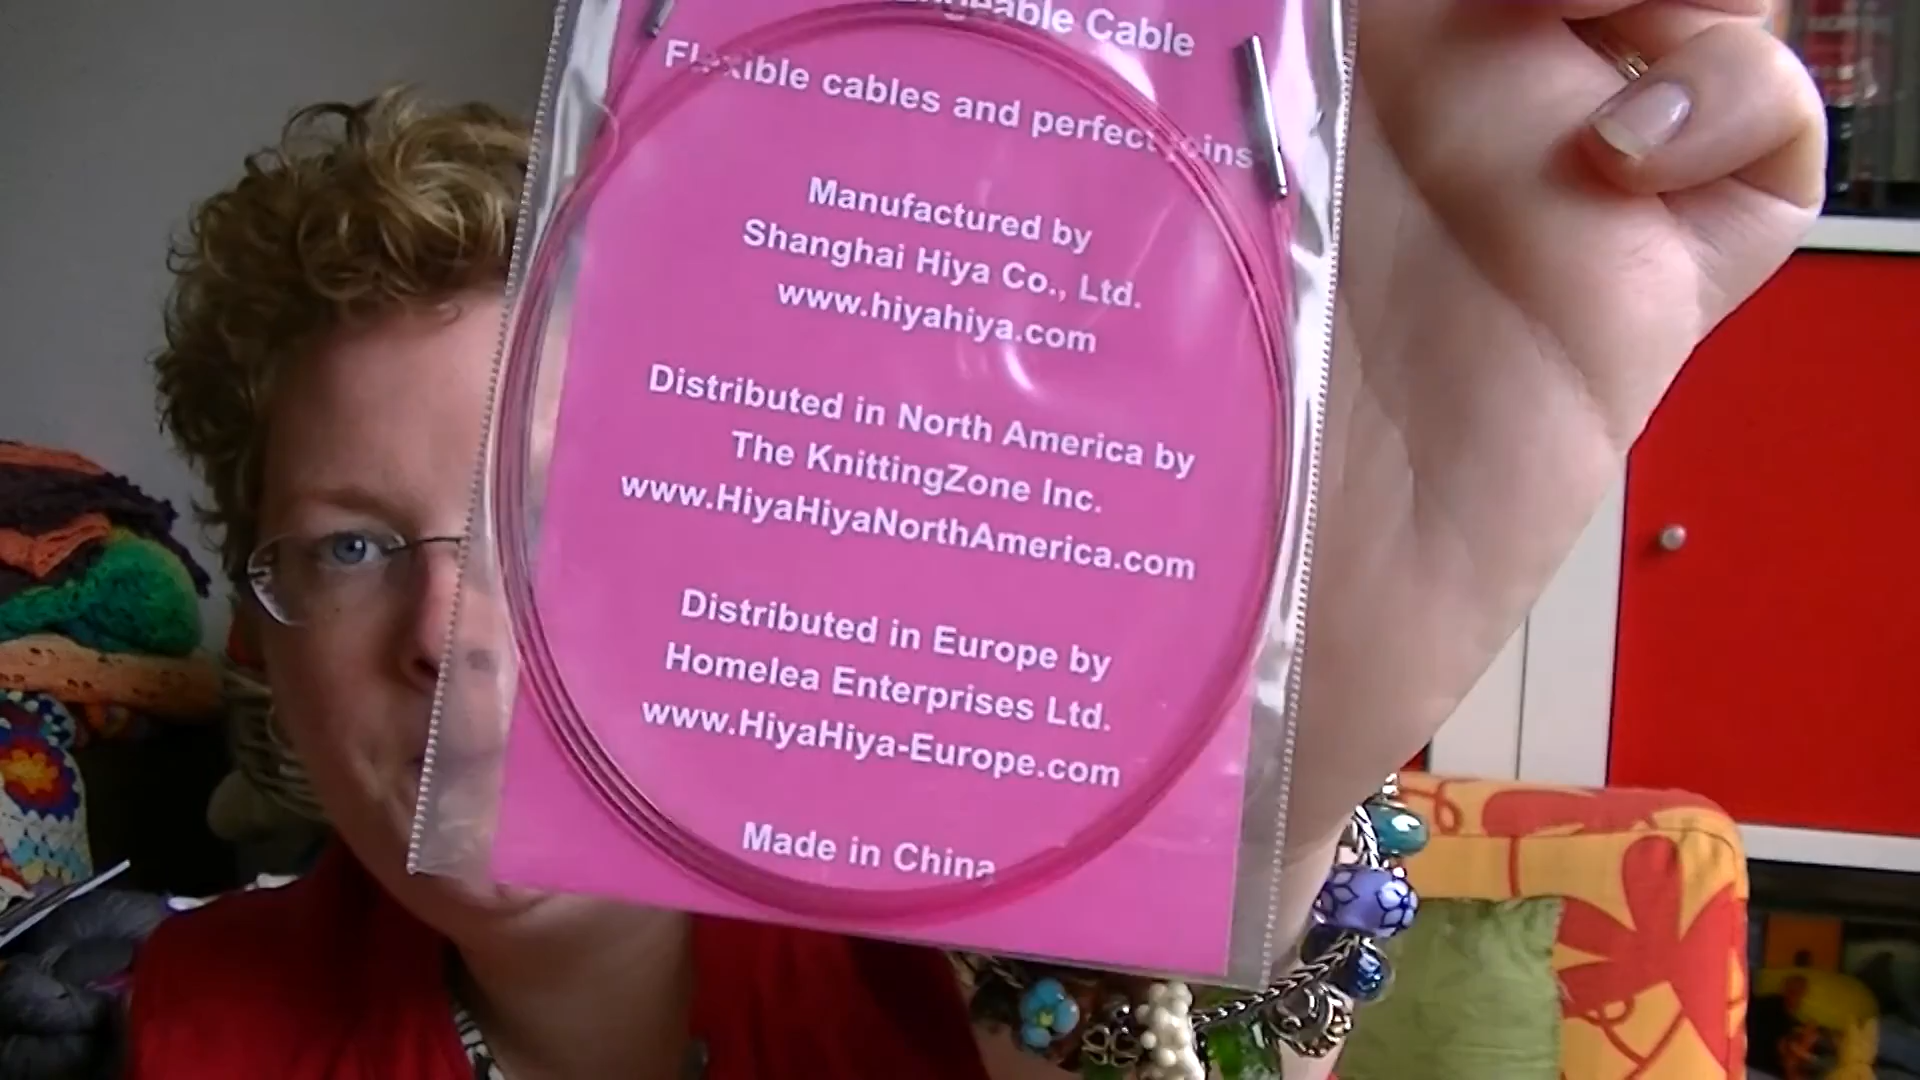 Cable
Flexible cables and perfect joins
Manufactured by
Shanghai Hiya Co., Ltd.
www.hiyahiya.com
Distributed in North America by
The KnittingZone Inc.
www.HiyaHiyaNorthAmerica.com
Distributed in Europe by
Homelea Enterprises Ltd.
www.HiyaHiya-Europe.com
Made in China